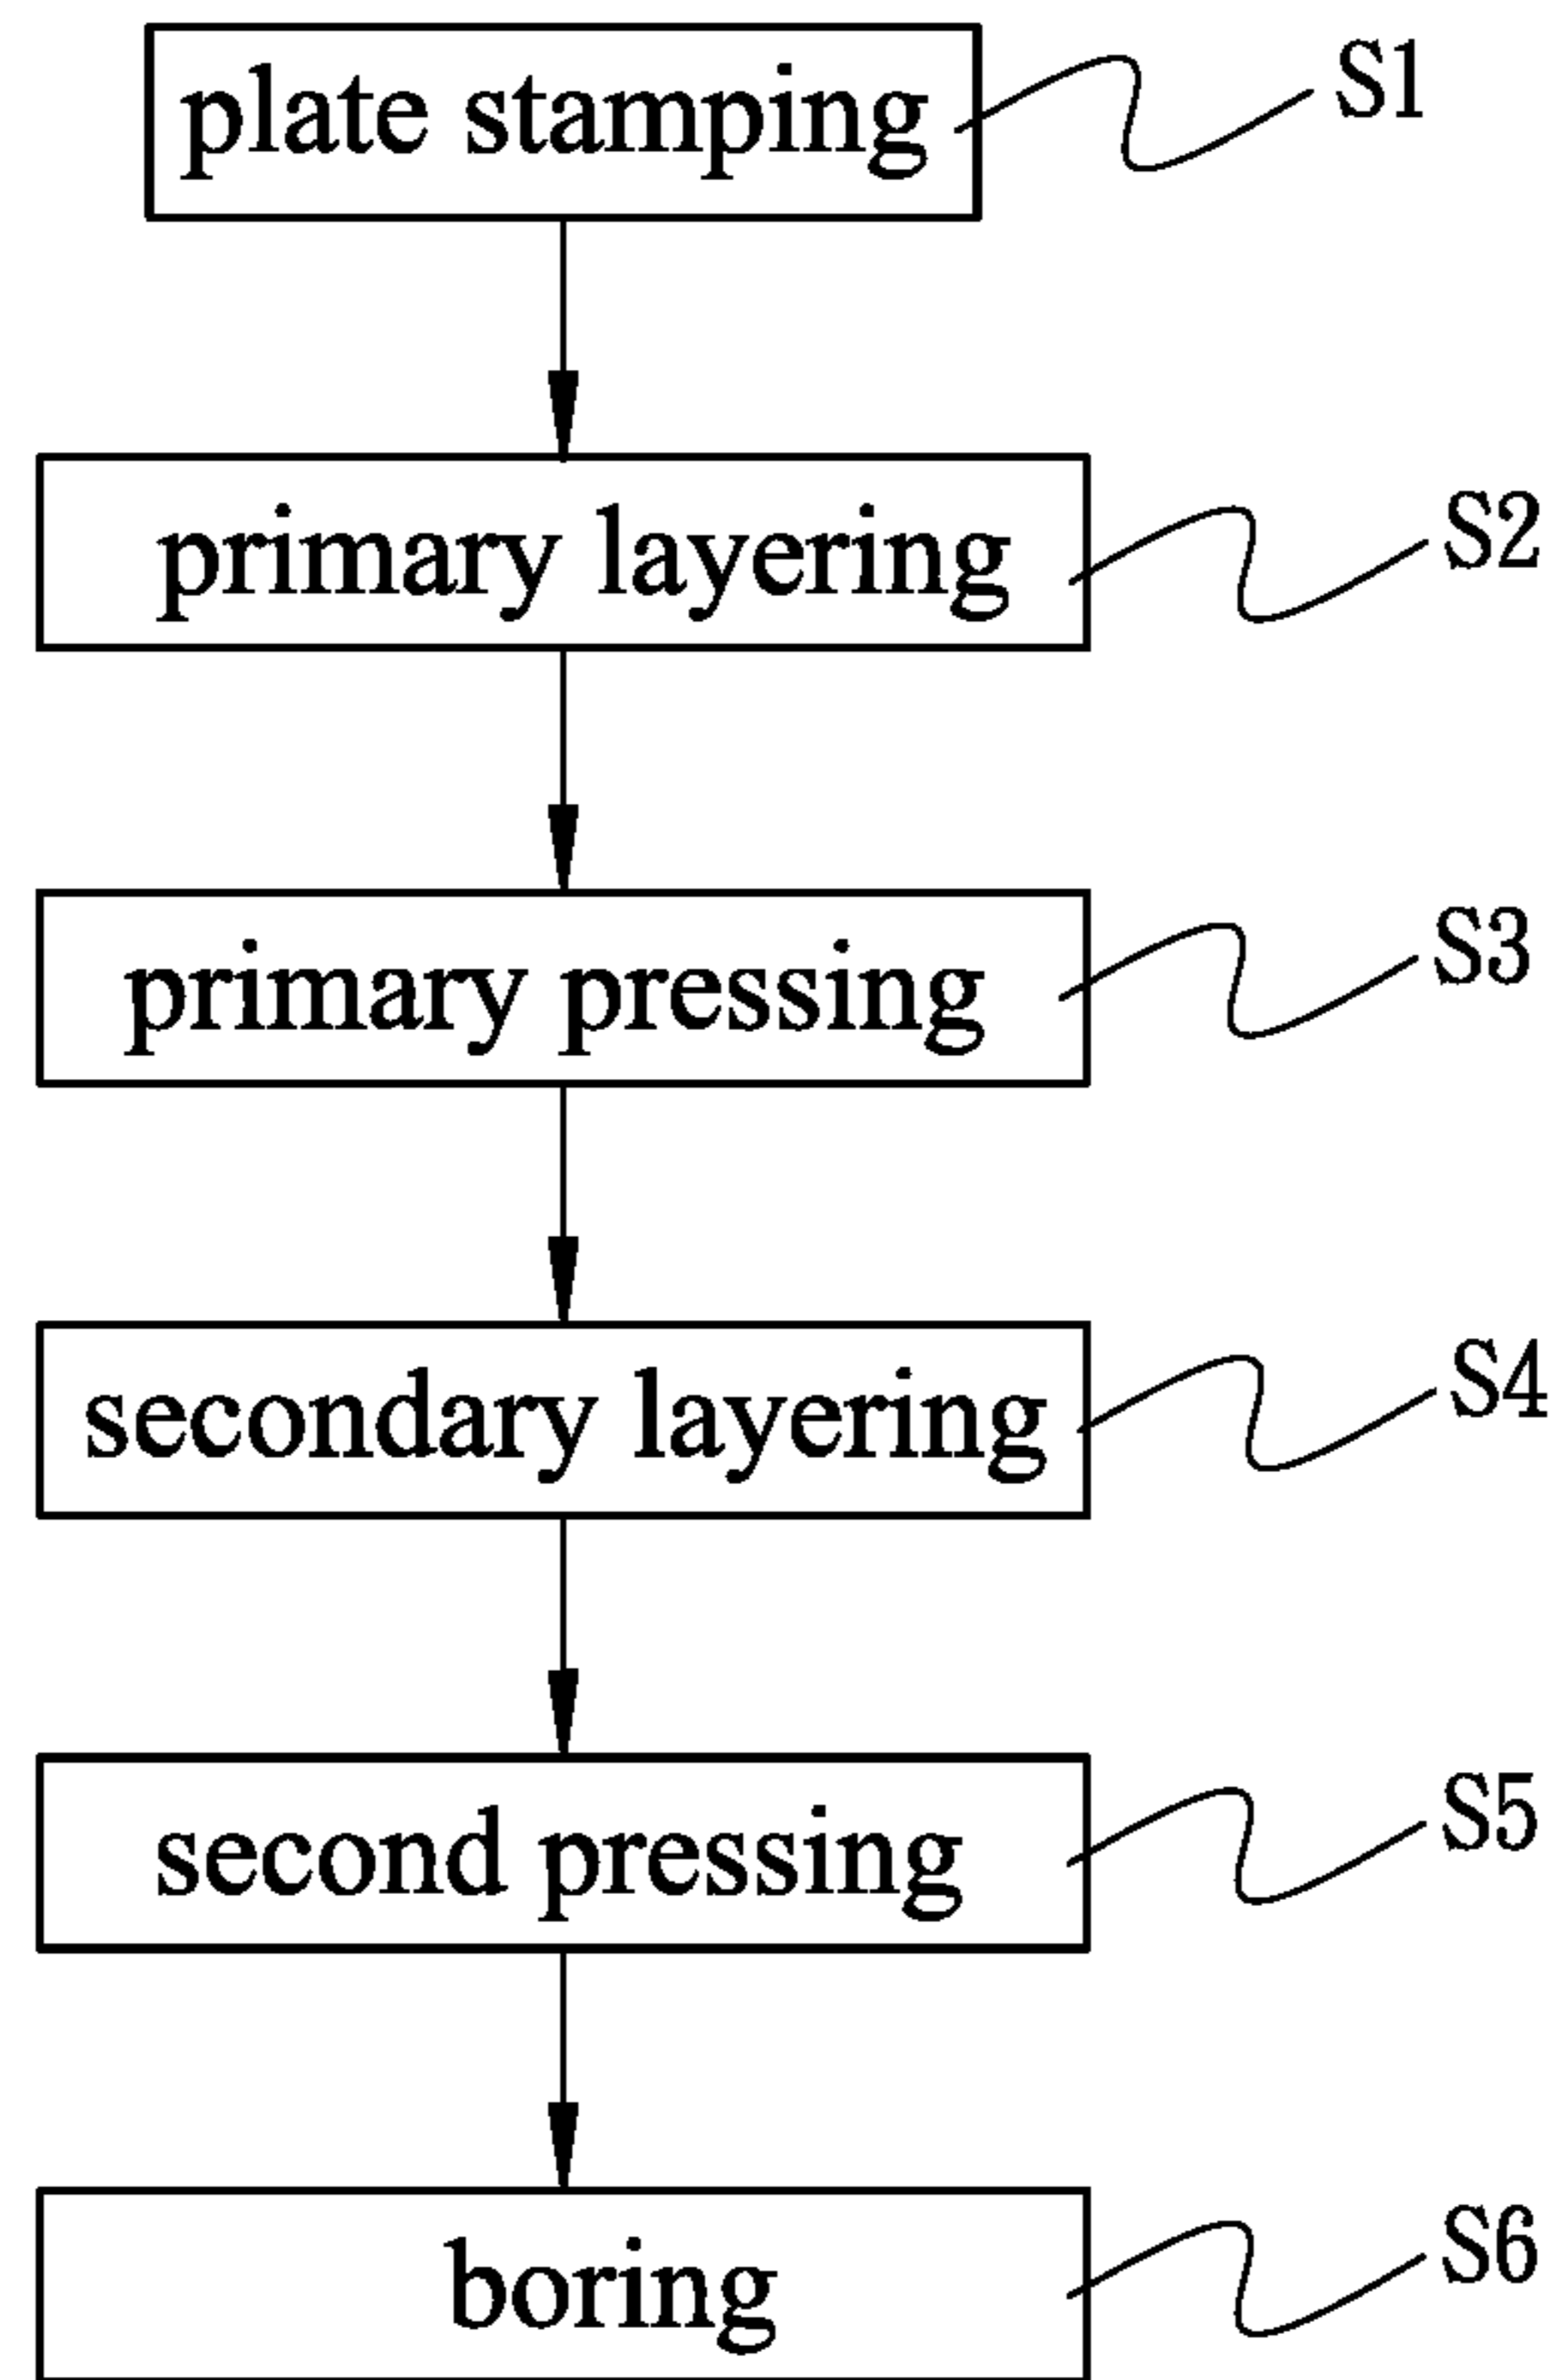 plate stamping S1
primary layering S2
primary pressing S3
secondary layering S4
second pressing S5
boring S6